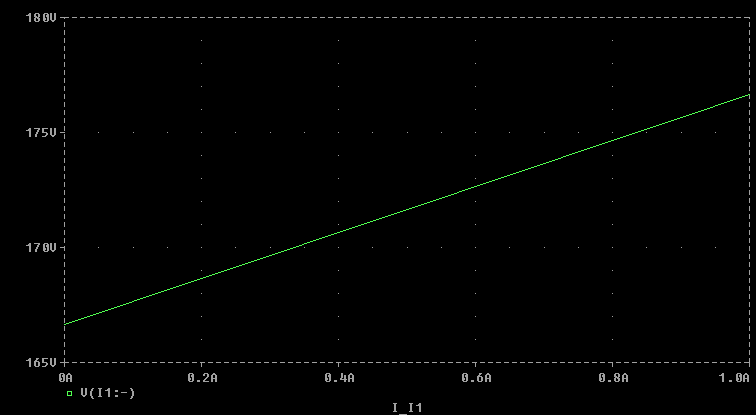 180V
175V
170V
165V
0A 0.2A 0.4A 0.6A 0.8A 1.0A
V(I1:-)
I_I1